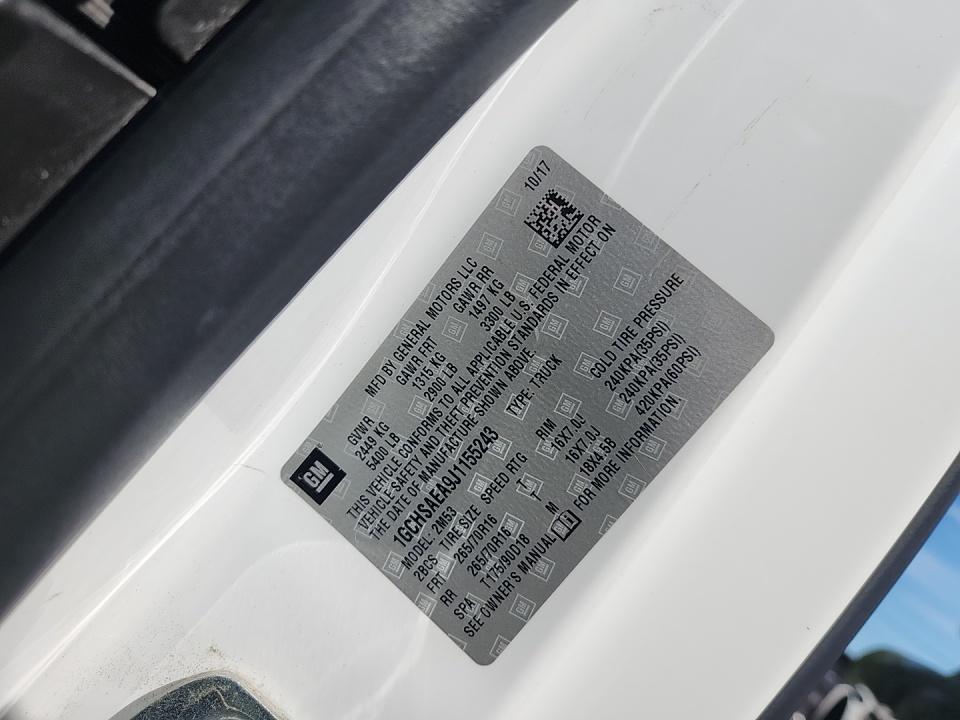 GM
MFD BY GENERAL MOTORS LLC 10/17
GVWR GAWR FRT GAWR RR
2449 KG 1315 KG 1497 KG
5400 LB 2900 LB 3300 LB
THIS VEHICLE CONFORMS TO ALL APPLICABLE U.S. FEDERAL MOTOR
VEHICLE SAFETY AND THEFT PREVENTION STANDARDS IN EFFECT ON
THE DATE OF MANUFACTURE SHOWN ABOVE.
1GCHSAEA9J1155243 TYPE: TRUCK
MODEL: 2M53
2BCS TIRE SIZE SPEED RTG RIM COLD TIRE PRESSURE
FRT 265/70R16 T 16X7.0J 240KPA(35PSI)
RR 265/70R16 T 16X7.0J 240KPA(35PSI)
SPA T175/90D18 M 18X4.5B 420KPA(60PSI)
SEE OWNER'S MANUAL i FOR MORE INFORMATION